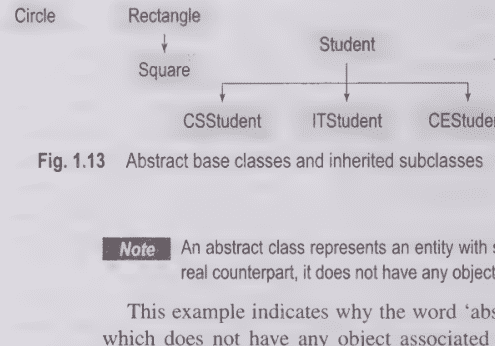 Circle Rectangle
Student
Square
CSStudent ITStudent CEStuden
Fig. 1.13 Abstract base classes and inherited subclasses
Note An abstract class represents an entity with s
real counterpart, it does not have any object
This example indicates why the word ‘abs
which does not have any object associated